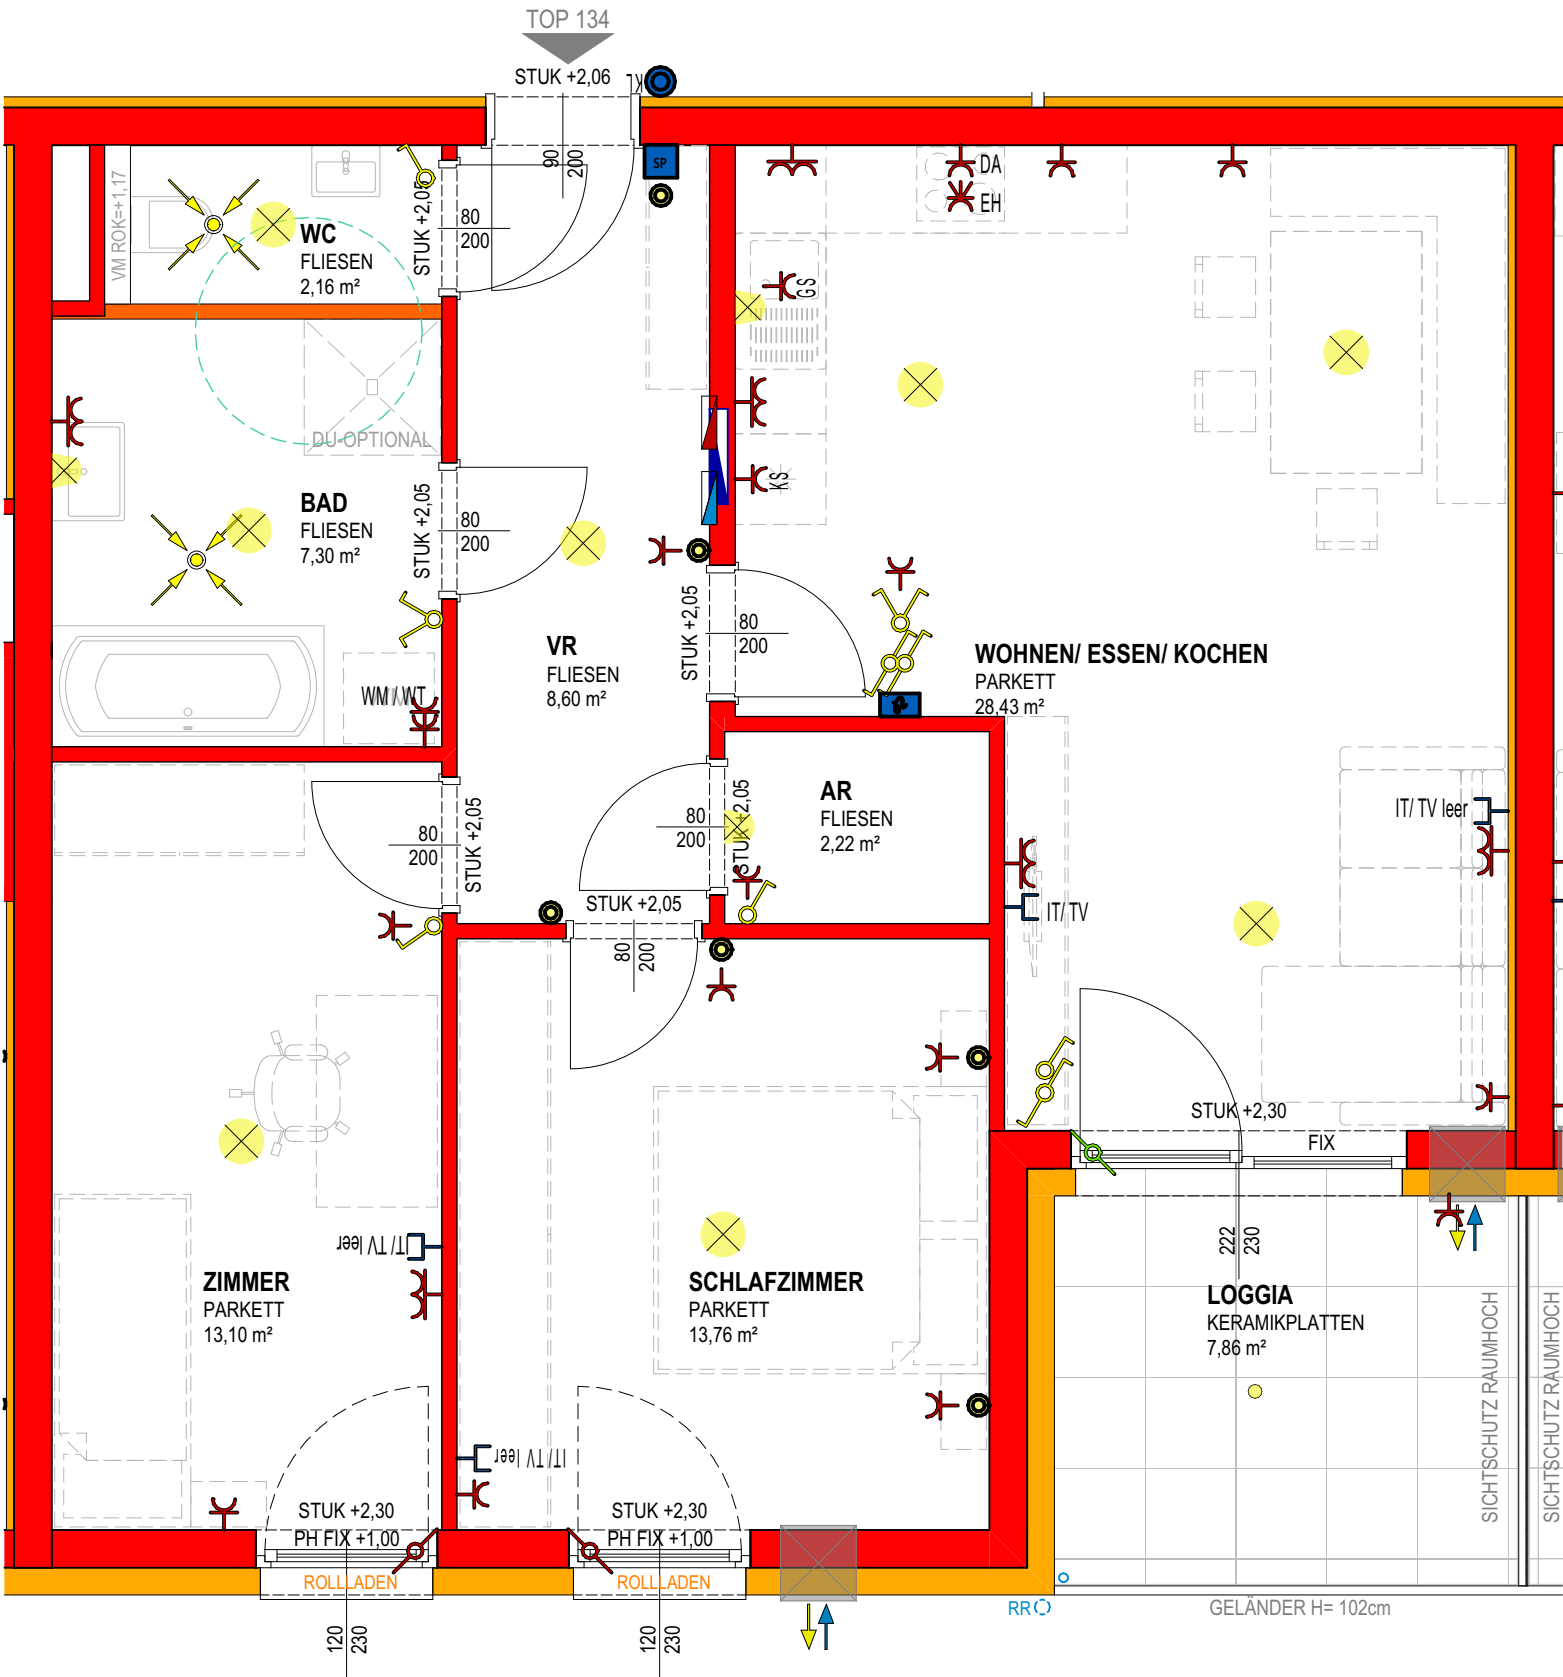 TOP 134
STUK +2,06
KL
90
200
SP
VM ROK=+1,17
WC
FLIESEN
2,16 m²
STUK +2,05
80
200
DA
EH
GS
KS
DU-OPTIONAL
BAD
FLIESEN
7,30 m²
STUK +2,05
80
200
VR
FLIESEN
8,60 m²
STUK +2,05
80
200
WOHNEN/ ESSEN/ KOCHEN
PARKETT
28,43 m²
WM / WT
AR
FLIESEN
2,22 m²
STUK +2,05
80
200
80
200
STUK +2,05
IT/ TV leer
IT/ TV
STUK +2,05
80
200
STUK +2,30
FIX
222
230
IT/ TV leer
ZIMMER
PARKETT
13,10 m²
SCHLAFZIMMER
PARKETT
13,76 m²
LOGGIA
KERAMIKPLATTEN
7,86 m²
SICHTSCHUTZ RAUMHOCH
SICHTSCHUTZ RAUMHOCH
IT/ TV leer
STUK +2,30
PH FIX +1,00
STUK +2,30
PH FIX +1,00
ROLLLADEN
ROLLLADEN
RR
GELÄNDER H= 102cm
120
230
120
230